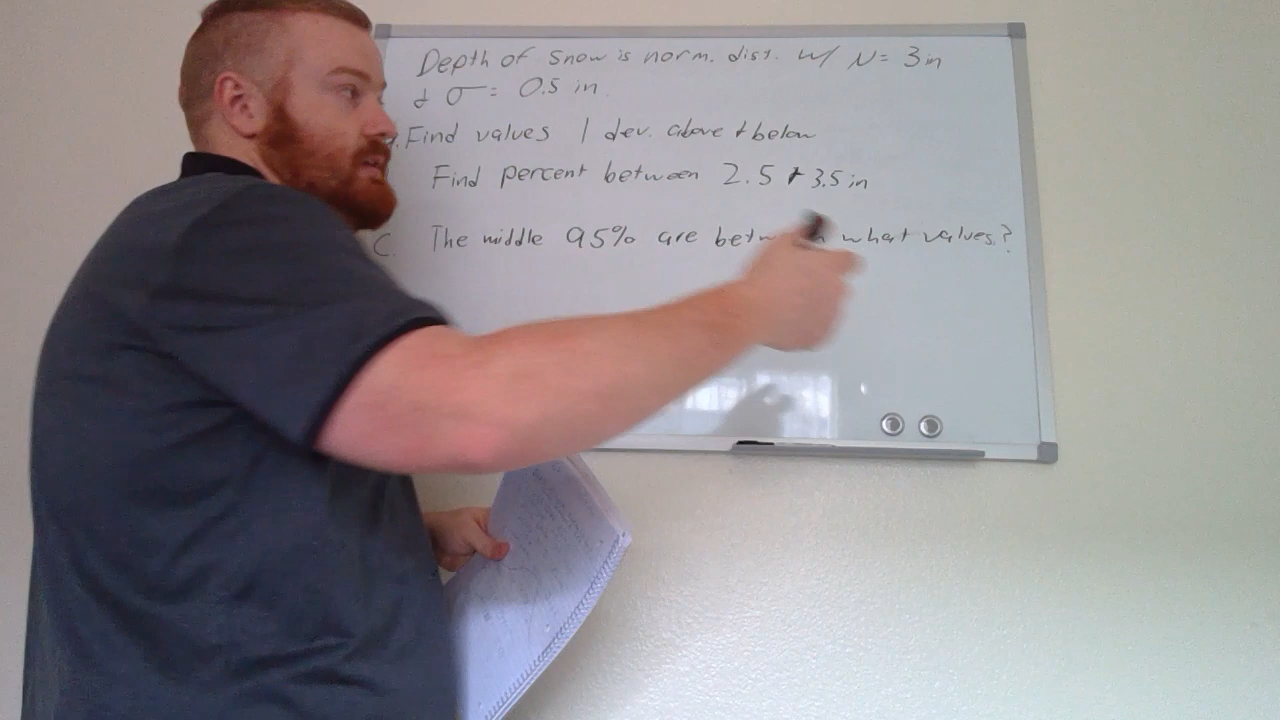 Depth of snow is norm. dist. w/ μ = 3 in
& σ = 0.5 in.
Find values 1 dev. above & below
Find percent between 2.5 & 3.5 in
C. The middle 95% are between what values?